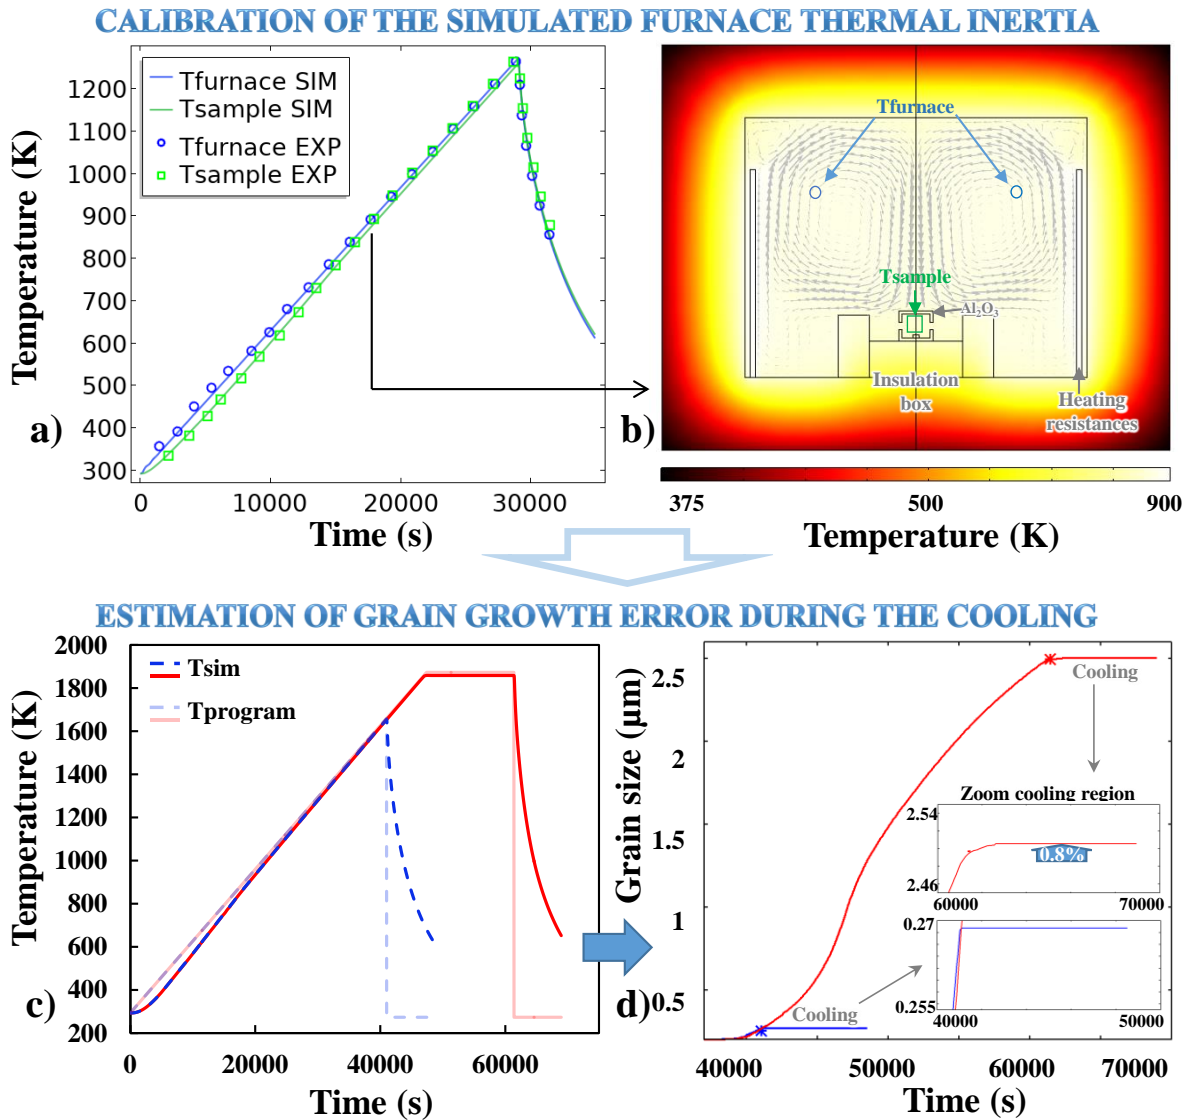 CALIBRATION OF THE SIMULATED FURNACE THERMAL INERTIA
Temperature (K)
1200
1100
1000
900
800
700
600
500
400
300
Tfurnace SIM
Tsample SIM
Tfurnace EXP
Tsample EXP
a)
0
10000
20000
30000
Time (s)
Tfurnace
Tsample
Al₂O₃
Insulation
box
Heating
resistances
b)
375
500
900
Temperature (K)
ESTIMATION OF GRAIN GROWTH ERROR DURING THE COOLING
Temperature (K)
2000
1800
1600
1400
1200
1000
800
600
400
200
Tsim
Tprogram
c)
0
20000
40000
60000
Time (s)
Grain size (μm)
2.5
2
1.5
1
0.5
Cooling
Zoom cooling region
2.54
2.46
0.8%
60000
70000
0.27
0.255
40000
50000
Cooling
d)
40000
50000
60000
70000
Time (s)